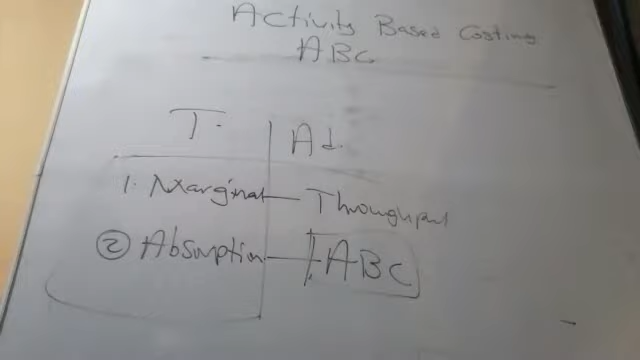 Activity Based Costing
ABC
T. Ad.
1. Marginal — Throughput
② Absorption — ABC